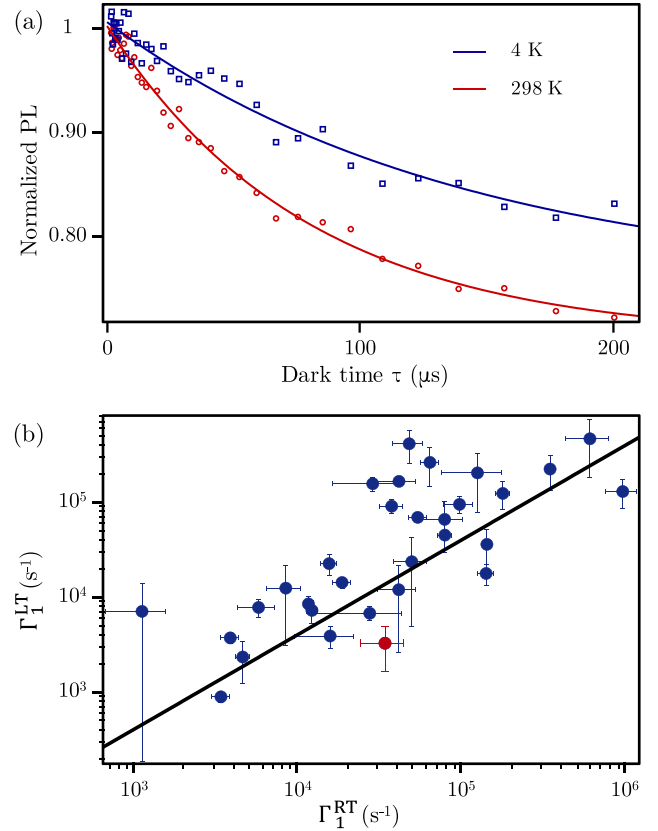 (a)
1
0.90
0.80
Normalized PL
4 K
298 K
0
100
200
Dark time τ (μs)
(b)
10⁵
10⁴
10³
Γ₁ᴸᵀ (s⁻¹)
10³
10⁴
10⁵
10⁶
Γ₁ᴿᵀ (s⁻¹)